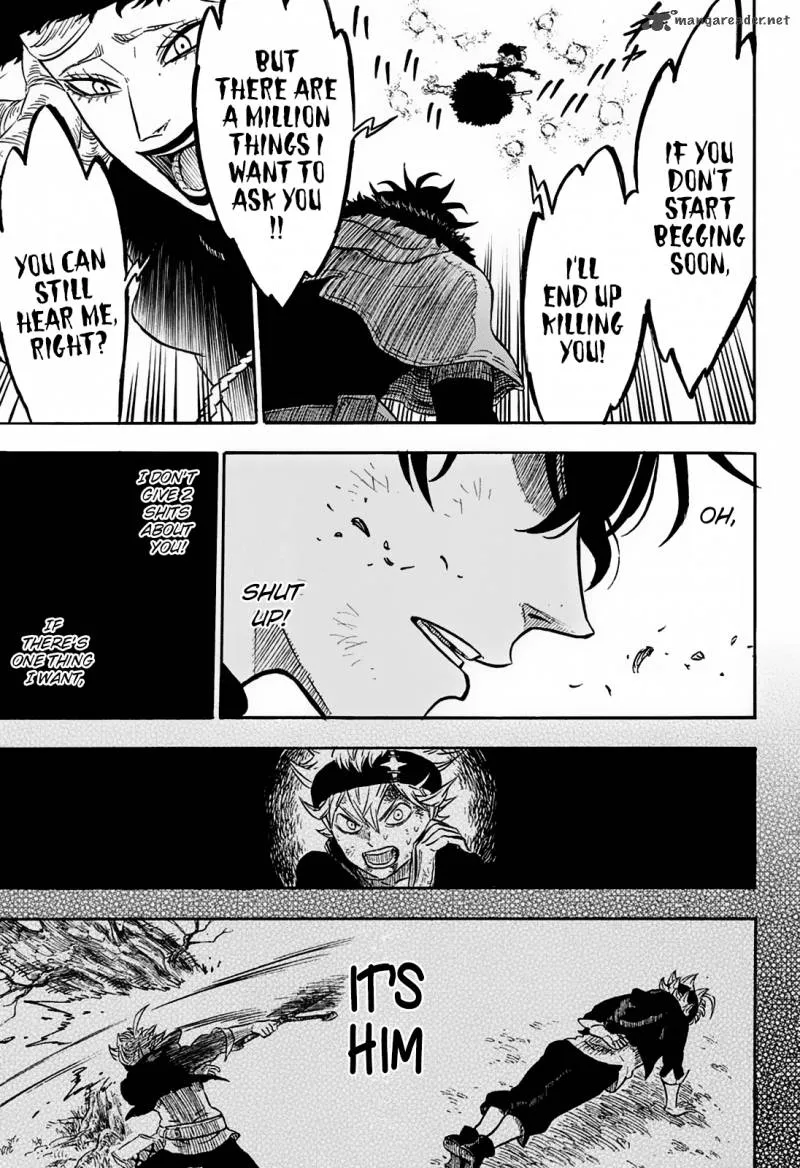 mangareader.net
IF YOU
DON'T
START
BEGGING
SOON,
I'LL
END UP
KILLING
YOU!
BUT
THERE ARE
A MILLION
THINGS I
WANT TO
ASK YOU
!!
YOU CAN
STILL
HEAR ME,
RIGHT?
OH,
SHUT
UP!
I DON'T
GIVE 2
SHITS
ABOUT
YOU!
IF
THERE'S
ONE THING
I WANT,
IT'S
HIM